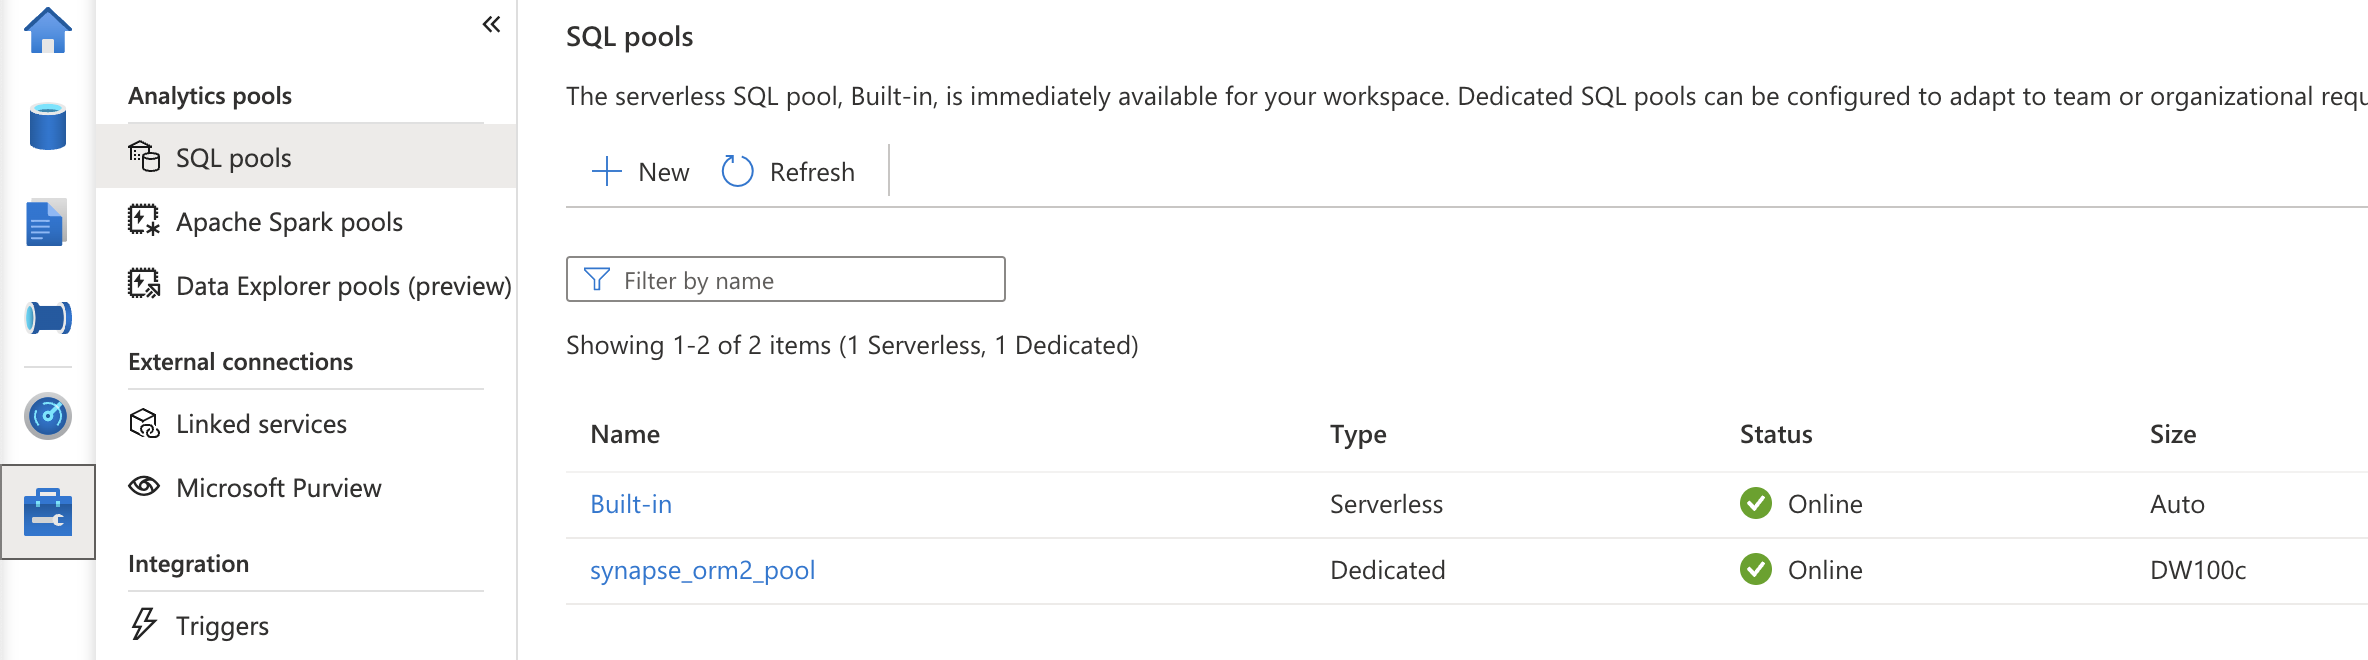 Analytics pools
SQL pools
Apache Spark pools
Data Explorer pools (preview)
External connections
Linked services
Microsoft Purview
Integration
Triggers
SQL pools
The serverless SQL pool, Built-in, is immediately available for your workspace. Dedicated SQL pools can be configured to adapt to team or organizational requ
New Refresh
Filter by name
Showing 1-2 of 2 items (1 Serverless, 1 Dedicated)
Name Type Status Size
Built-in Serverless Online Auto
synapse_orm2_pool Dedicated Online DW100c